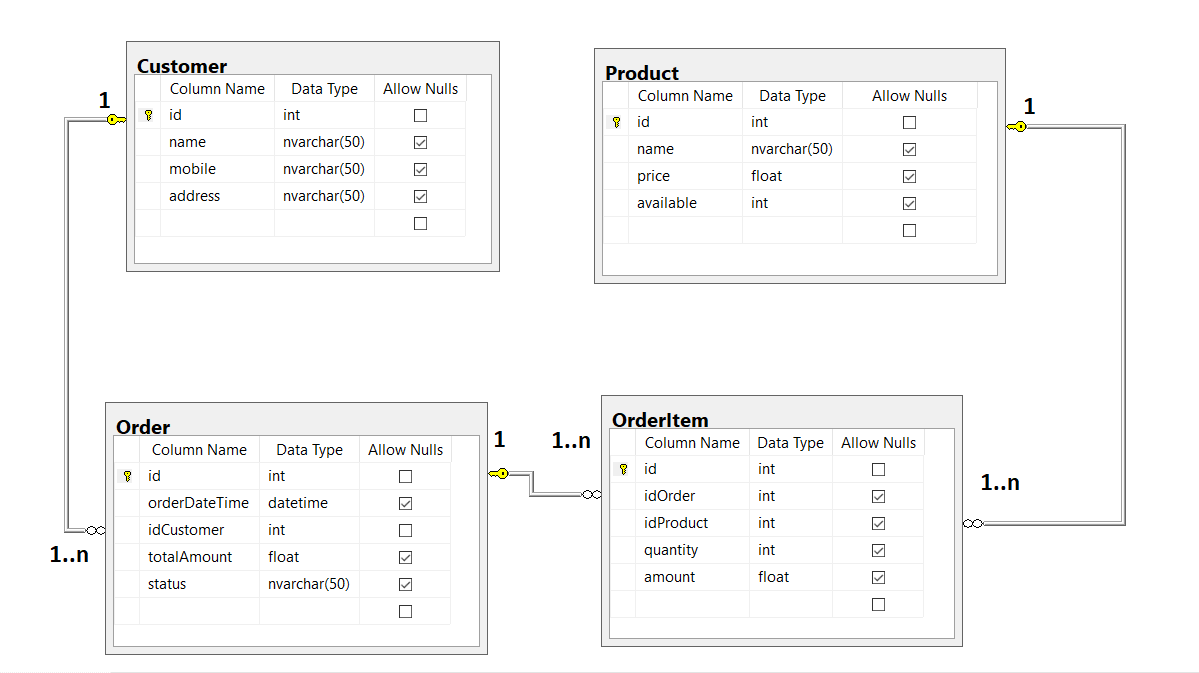 Customer
Column Name Data Type Allow Nulls
id int
name nvarchar(50)
mobile nvarchar(50)
address nvarchar(50)
1
Product
Column Name Data Type Allow Nulls
id int
name nvarchar(50)
price float
available int
1
Order
Column Name Data Type Allow Nulls
id int
orderDateTime datetime
idCustomer int
totalAmount float
status nvarchar(50)
1..n
1
1..n
OrderItem
Column Name Data Type Allow Nulls
id int
idOrder int
idProduct int
quantity int
amount float
1..n